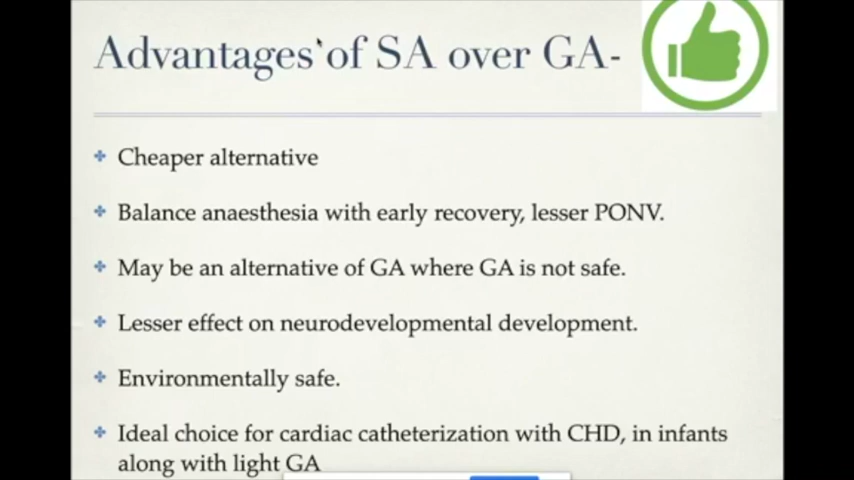 Advantages of SA over GA-
Cheaper alternative
Balance anaesthesia with early recovery, lesser PONV.
May be an alternative of GA where GA is not safe.
Lesser effect on neurodevelopmental development.
Environmentally safe.
Ideal choice for cardiac catheterization with CHD, in infants
along with light GA